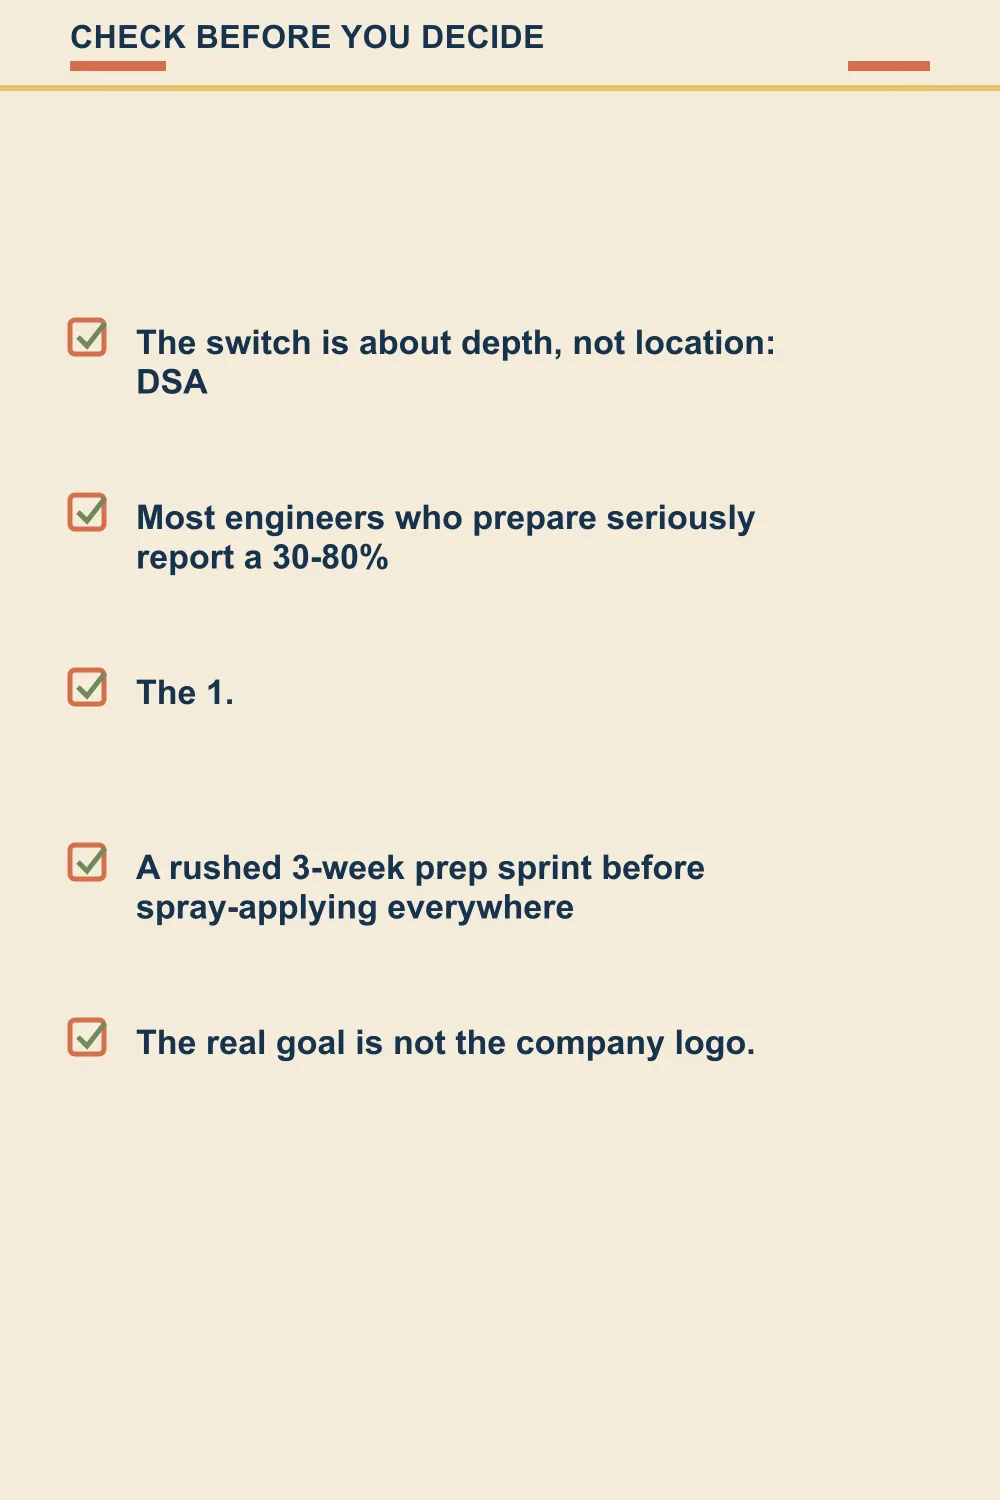 CHECK BEFORE YOU DECIDE
The switch is about depth, not location:
DSA
Most engineers who prepare seriously
report a 30-80%
The 1.
A rushed 3-week prep sprint before
spray-applying everywhere
The real goal is not the company logo.